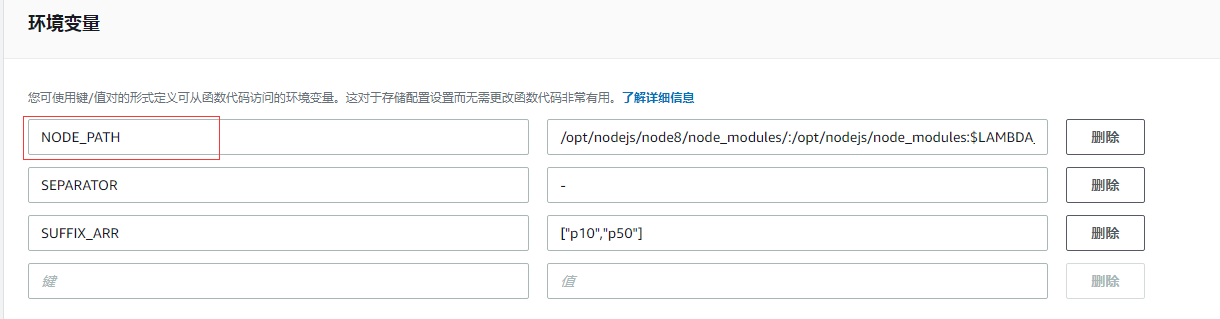 环境变量
您可使用键/值对的形式定义可从函数代码访问的环境变量。这对于存储配置设置而无需更改函数代码非常有用。了解详细信息
NODE_PATH /opt/nodejs/node8/node_modules/:/opt/nodejs/node_modules:$LAMBDA_ 删除
SEPARATOR - 删除
SUFFIX_ARR ["p10","p50"] 删除
键 值 删除